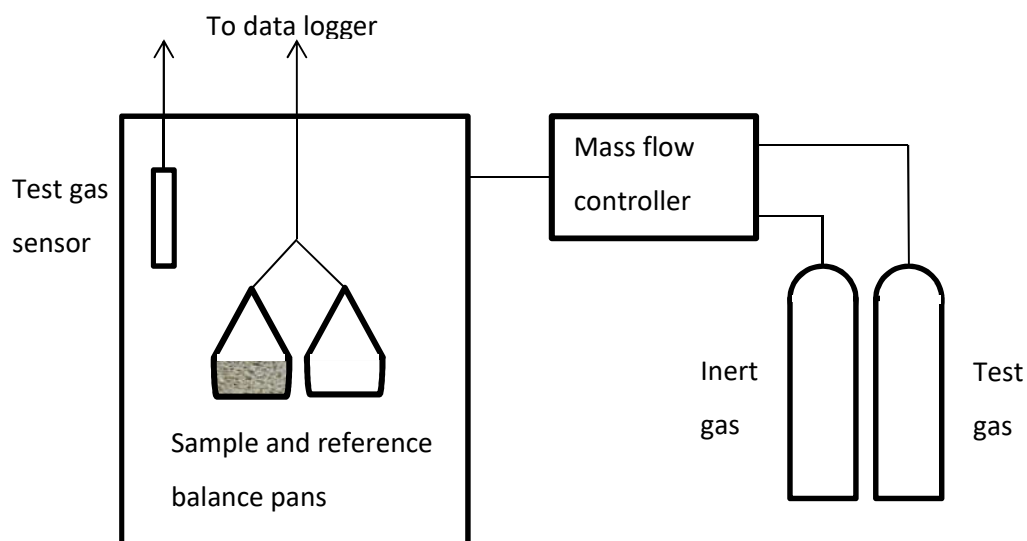 To data logger
Test gas
sensor
Mass flow
controller
Inert
gas
Test
gas
Sample and reference
balance pans